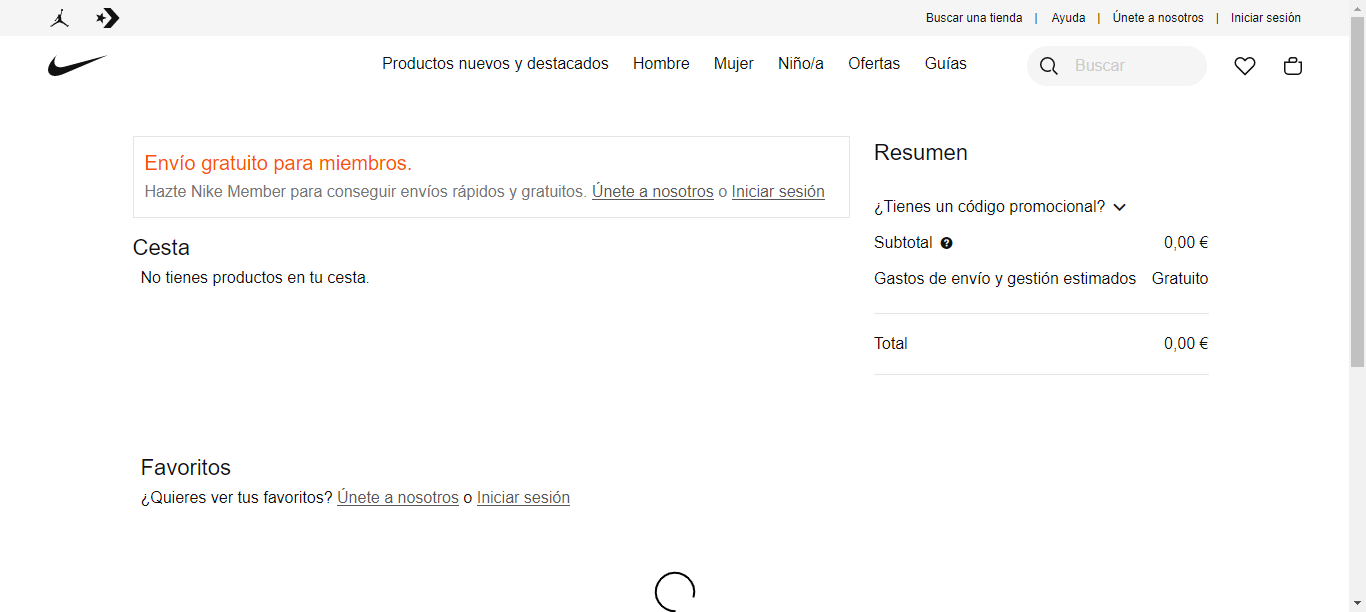 Buscar una tienda | Ayuda | Únete a nosotros | Iniciar sesión
Productos nuevos y destacados Hombre Mujer Niño/a Ofertas Guías Buscar
Envío gratuito para miembros.
Hazte Nike Member para conseguir envíos rápidos y gratuitos. Únete a nosotros o Iniciar sesión
Cesta
No tienes productos en tu cesta.
Resumen
¿Tienes un código promocional?
Subtotal ? 0,00 €
Gastos de envío y gestión estimados Gratuito
Total 0,00 €
Favoritos
¿Quieres ver tus favoritos? Únete a nosotros o Iniciar sesión